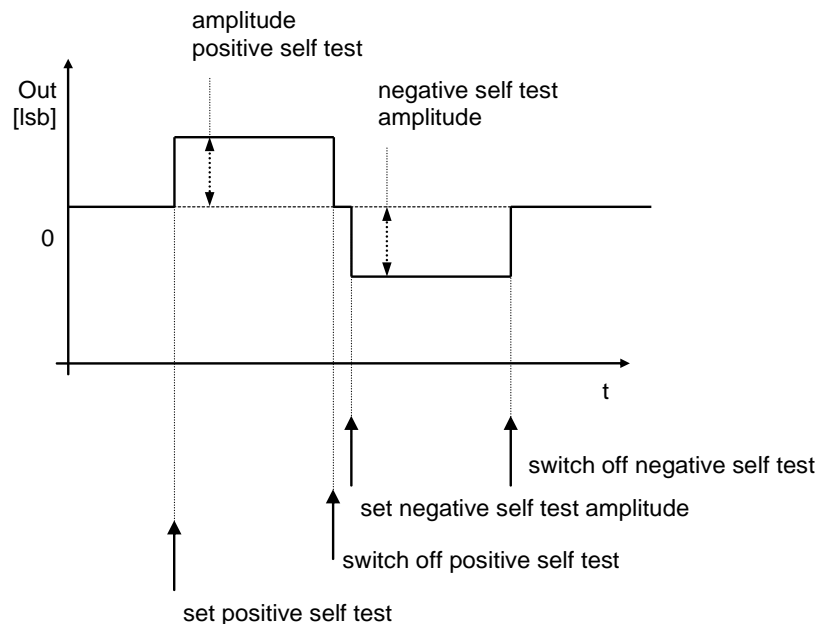 amplitude
positive self test
negative self test
amplitude
Out
[lsb]
0
t
switch off negative self test
set negative self test amplitude
switch off positive self test
set positive self test